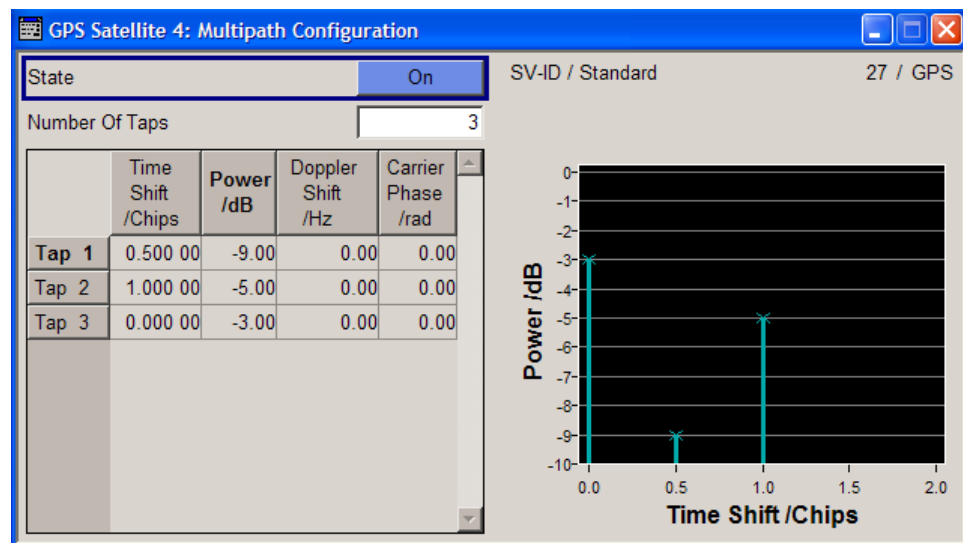 GPS Satellite 4: Multipath Configuration
State On
Number Of Taps 3
Time Shift /Chips Power /dB Doppler Shift /Hz Carrier Phase /rad
Tap 1 0.500 00 -9.00 0.00 0.00
Tap 2 1.000 00 -5.00 0.00 0.00
Tap 3 0.000 00 -3.00 0.00 0.00
SV-ID / Standard 27 / GPS
Power /dB
0
-1
-2
-3
-4
-5
-6
-7
-8
-9
-10
0.0 0.5 1.0 1.5 2.0
Time Shift /Chips